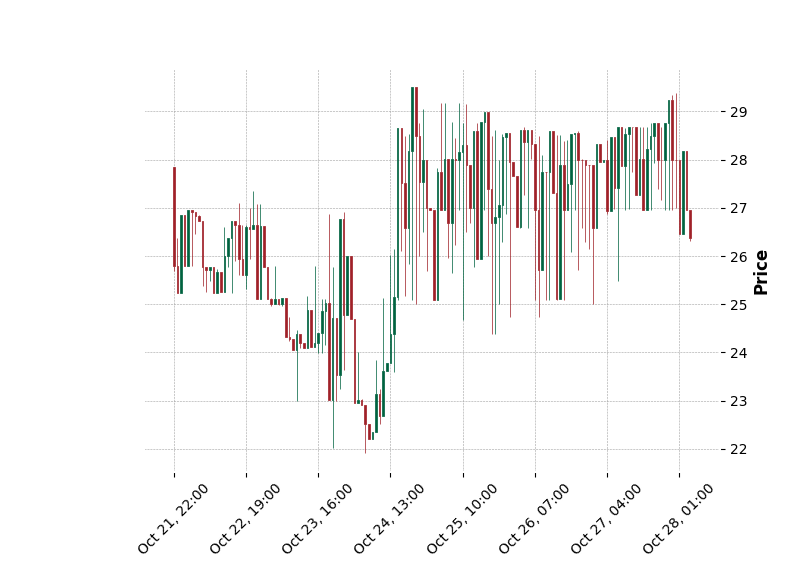 29
28
27
26
25
24
23
22
Price
Oct 21, 22:00
Oct 22, 19:00
Oct 23, 16:00
Oct 24, 13:00
Oct 25, 10:00
Oct 26, 07:00
Oct 27, 04:00
Oct 28, 01:00